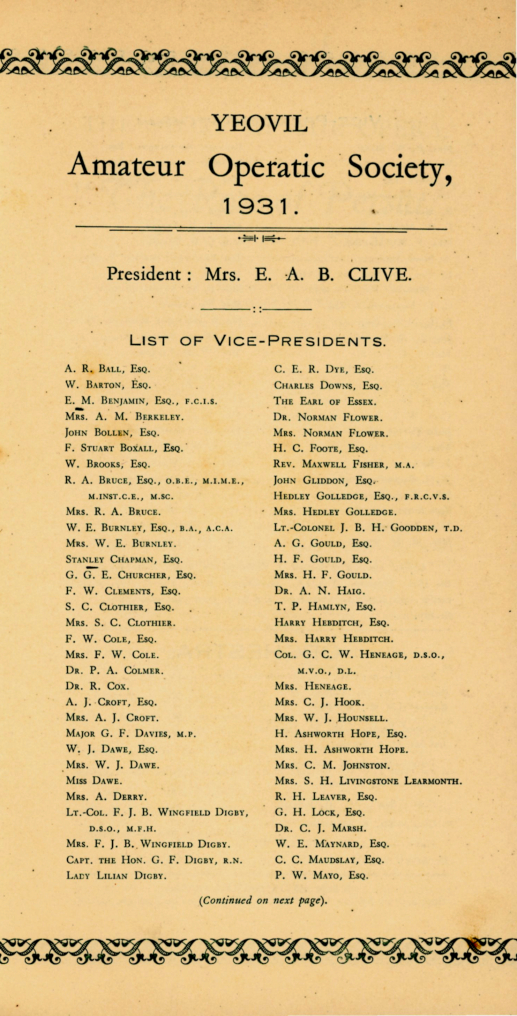 YEOVIL
Amateur Operatic Society,
1931.
President : Mrs. E. A. B. CLIVE.
LIST OF VICE-PRESIDENTS.
A. R. BALL, ESQ.
W. BARTON, ESQ.
E. M. BENJAMIN, ESQ., F.C.I.S.
MRS. A. M. BERKELEY.
JOHN BOLLEN, ESQ.
F. STUART BOXALL, ESQ.
W. BROOKS, ESQ.
R. A. BRUCE, ESQ., O.B.E., M.I.M.E.,
M.INST.C.E., M.SC.
MRS. R. A. BRUCE.
W. E. BURNLEY, ESQ., B.A., A.C.A.
MRS. W. E. BURNLEY.
STANLEY CHAPMAN, ESQ.
G. G. E. CHURCHER, ESQ.
F. W. CLEMENTS, ESQ.
S. C. CLOTHIER, ESQ.
MRS. S. C. CLOTHIER.
F. W. COLE, ESQ.
MRS. F. W. COLE.
DR. P. A. COLMER.
DR. R. COX.
A. J. CROFT, ESQ.
MRS. A. J. CROFT.
MAJOR G. F. DAVIES, M.P.
W. J. DAWE, ESQ.
MRS. W. J. DAWE.
MISS DAWE.
MRS. A. DERRY.
LT.-COL. F. J. B. WINGFIELD DIGBY,
D.S.O., M.F.H.
MRS. F. J. B. WINGFIELD DIGBY.
CAPT. THE HON. G. F. DIGBY, R.N.
LADY LILIAN DIGBY.
C. E. R. DYE, ESQ.
CHARLES DOWNS, ESQ.
THE EARL OF ESSEX.
DR. NORMAN FLOWER.
MRS. NORMAN FLOWER.
H. C. FOOTE, ESQ.
REV. MAXWELL FISHER, M.A.
JOHN GLIDDON, ESQ.
HEDLEY GOLLEDGE, ESQ., F.R.C.V.S.
MRS. HEDLEY GOLLEDGE.
LT.-COLONEL J. B. H. GOODDEN, T.D.
A. G. GOULD, ESQ.
H. F. GOULD, ESQ.
MRS. H. F. GOULD.
DR. A. N. HAIG.
T. P. HAMLYN, ESQ.
HARRY HEBDITCH, ESQ.
MRS. HARRY HEBDITCH.
COL. G. C. W. HENEAGE, D.S.O.,
M.V.O., D.L.
MRS. HENEAGE.
MRS. C. J. HOOK.
MRS. W. J. HOUNSELL.
H. ASHWORTH HOPE, ESQ.
MRS. H. ASHWORTH HOPE.
MRS. C. M. JOHNSTON.
MRS. S. H. LIVINGSTONE LEARMONTH.
R. H. LEAVER, ESQ.
G. H. LOCK, ESQ.
DR. C. J. MARSH.
W. E. MAYNARD, ESQ.
C. C. MAUDSLAY, ESQ.
P. W. MAYO, ESQ.
(Continued on next page).